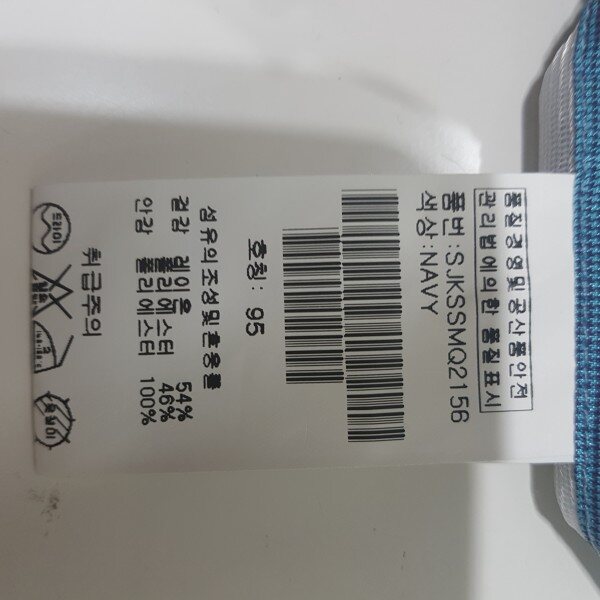 품질경영및공산품안전
관리법에의한 품질표시
품번:SJKSSMQ2156
색상:NAVY
호칭: 95
섬유의 조성및혼용률
겉감 레이온 54%
폴리에스터 46%
안감 폴리에스터 100%
취급주의
드라이